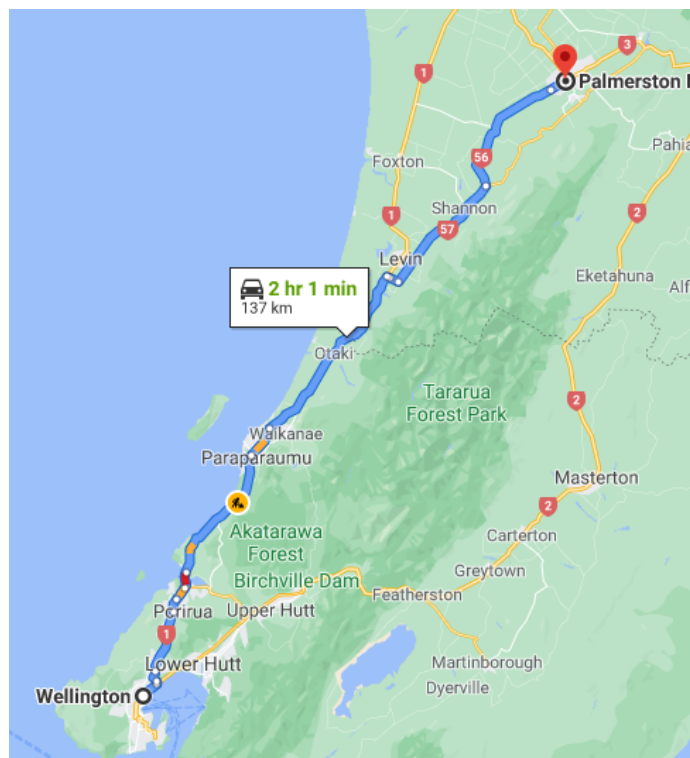 3
1
Palmerston
56
Pahia
Foxton
1
2
Shannon
57
Levin
Eketahuna
2 hr 1 min
137 km
Alf
Otaki
Tararua
Forest Park
2
Waikanae
Paraparaumu
Masterton
2
Akatarawa
Forest
Carterton
Birchville Dam
Greytown
Featherston
Porirua
Upper Hutt
1
Lower Hutt
Martinborough
Dyerville
Wellington